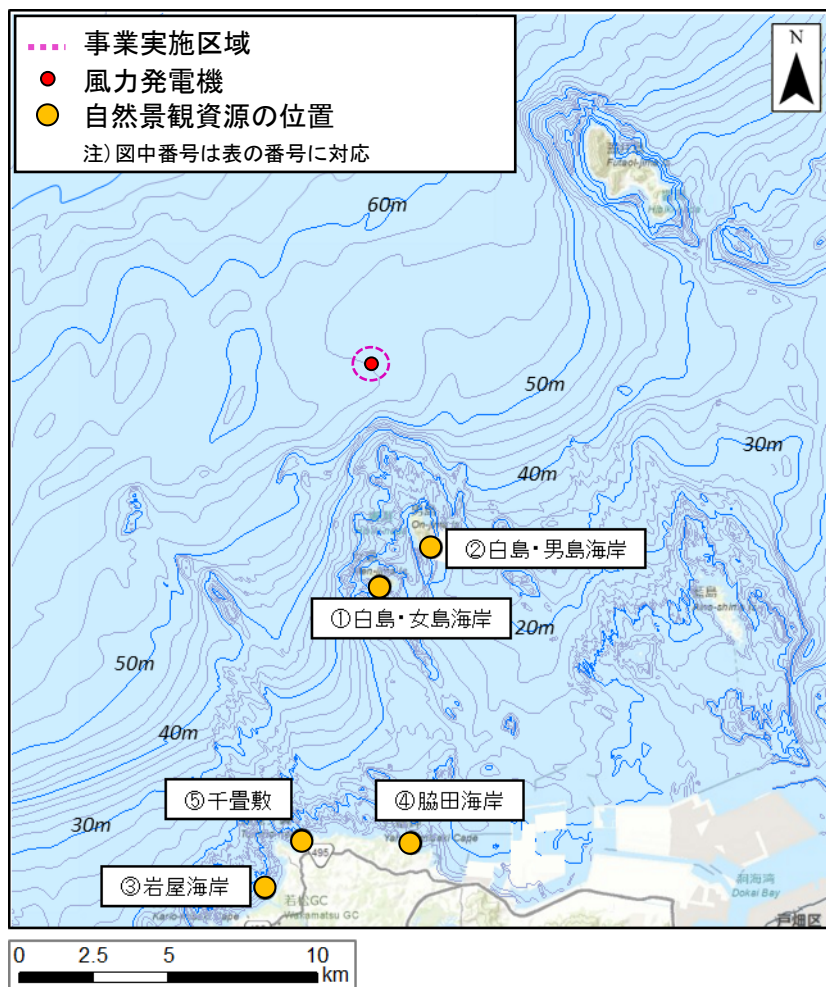 事業実施区域
風力発電機
自然景観資源の位置
注)図中番号は表の番号に対応
N
Futaoi-jima Is
60m
50m
30m
40m
②白島・男島海岸
①白島・女島海岸
20m
50m
40m
⑤千畳敷
④脇田海岸
30m
495
③岩屋海岸
若松GC
Wakamatsu GC
洞海湾
Dokai Bay
戸畑区
0 2.5 5 10
km